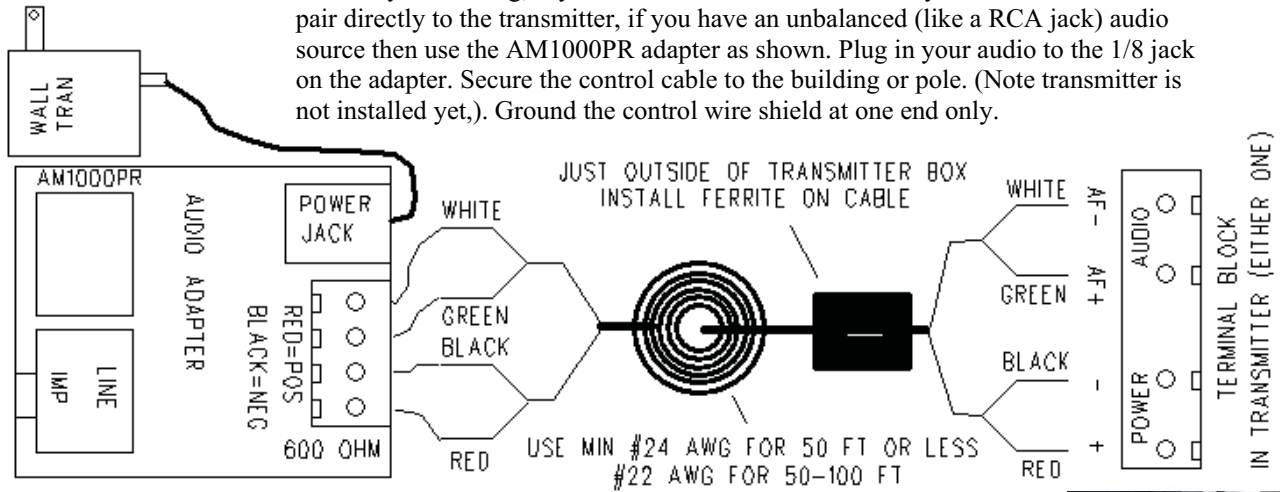 pair directly to the transmitter, if you have an unbalanced (like a RCA jack) audio
source then use the AM1000PR adapter as shown. Plug in your audio to the 1/8 jack
on the adapter. Secure the control cable to the building or pole. (Note transmitter is
not installed yet,). Ground the control wire shield at one end only.
WALL
TRAN
AM1000PR
AUDIO ADAPTER
POWER
JACK
LINE
IMP
RED=POS
BLACK=NEG
600 OHM
WHITE
GREEN
BLACK
RED
JUST OUTSIDE OF TRANSMITTER BOX
INSTALL FERRITE ON CABLE
USE MIN #24 AWG FOR 50 FT OR LESS
#22 AWG FOR 50-100 FT
WHITE
GREEN
BLACK
RED
AF-
AF+
-
+
AUDIO
POWER
TERMINAL BLOCK
IN TRANSMITTER (EITHER ONE)